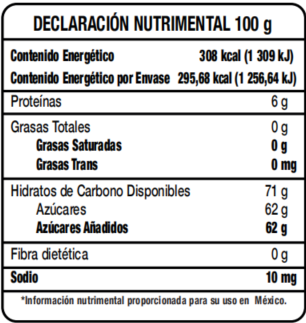 DECLARACIÓN NUTRIMENTAL 100 g
Contenido Energético 308 kcal (1 309 kJ)
Contenido Energético por Envase 295,68 kcal (1 256,64 kJ)
Proteínas 6 g
Grasas Totales 0 g
Grasas Saturadas 0 g
Grasas Trans 0 mg
Hidratos de Carbono Disponibles 71 g
Azúcares 62 g
Azúcares Añadidos 62 g
Fibra dietética 0 g
Sodio 10 mg
*Información nutrimental proporcionada para su uso en México.